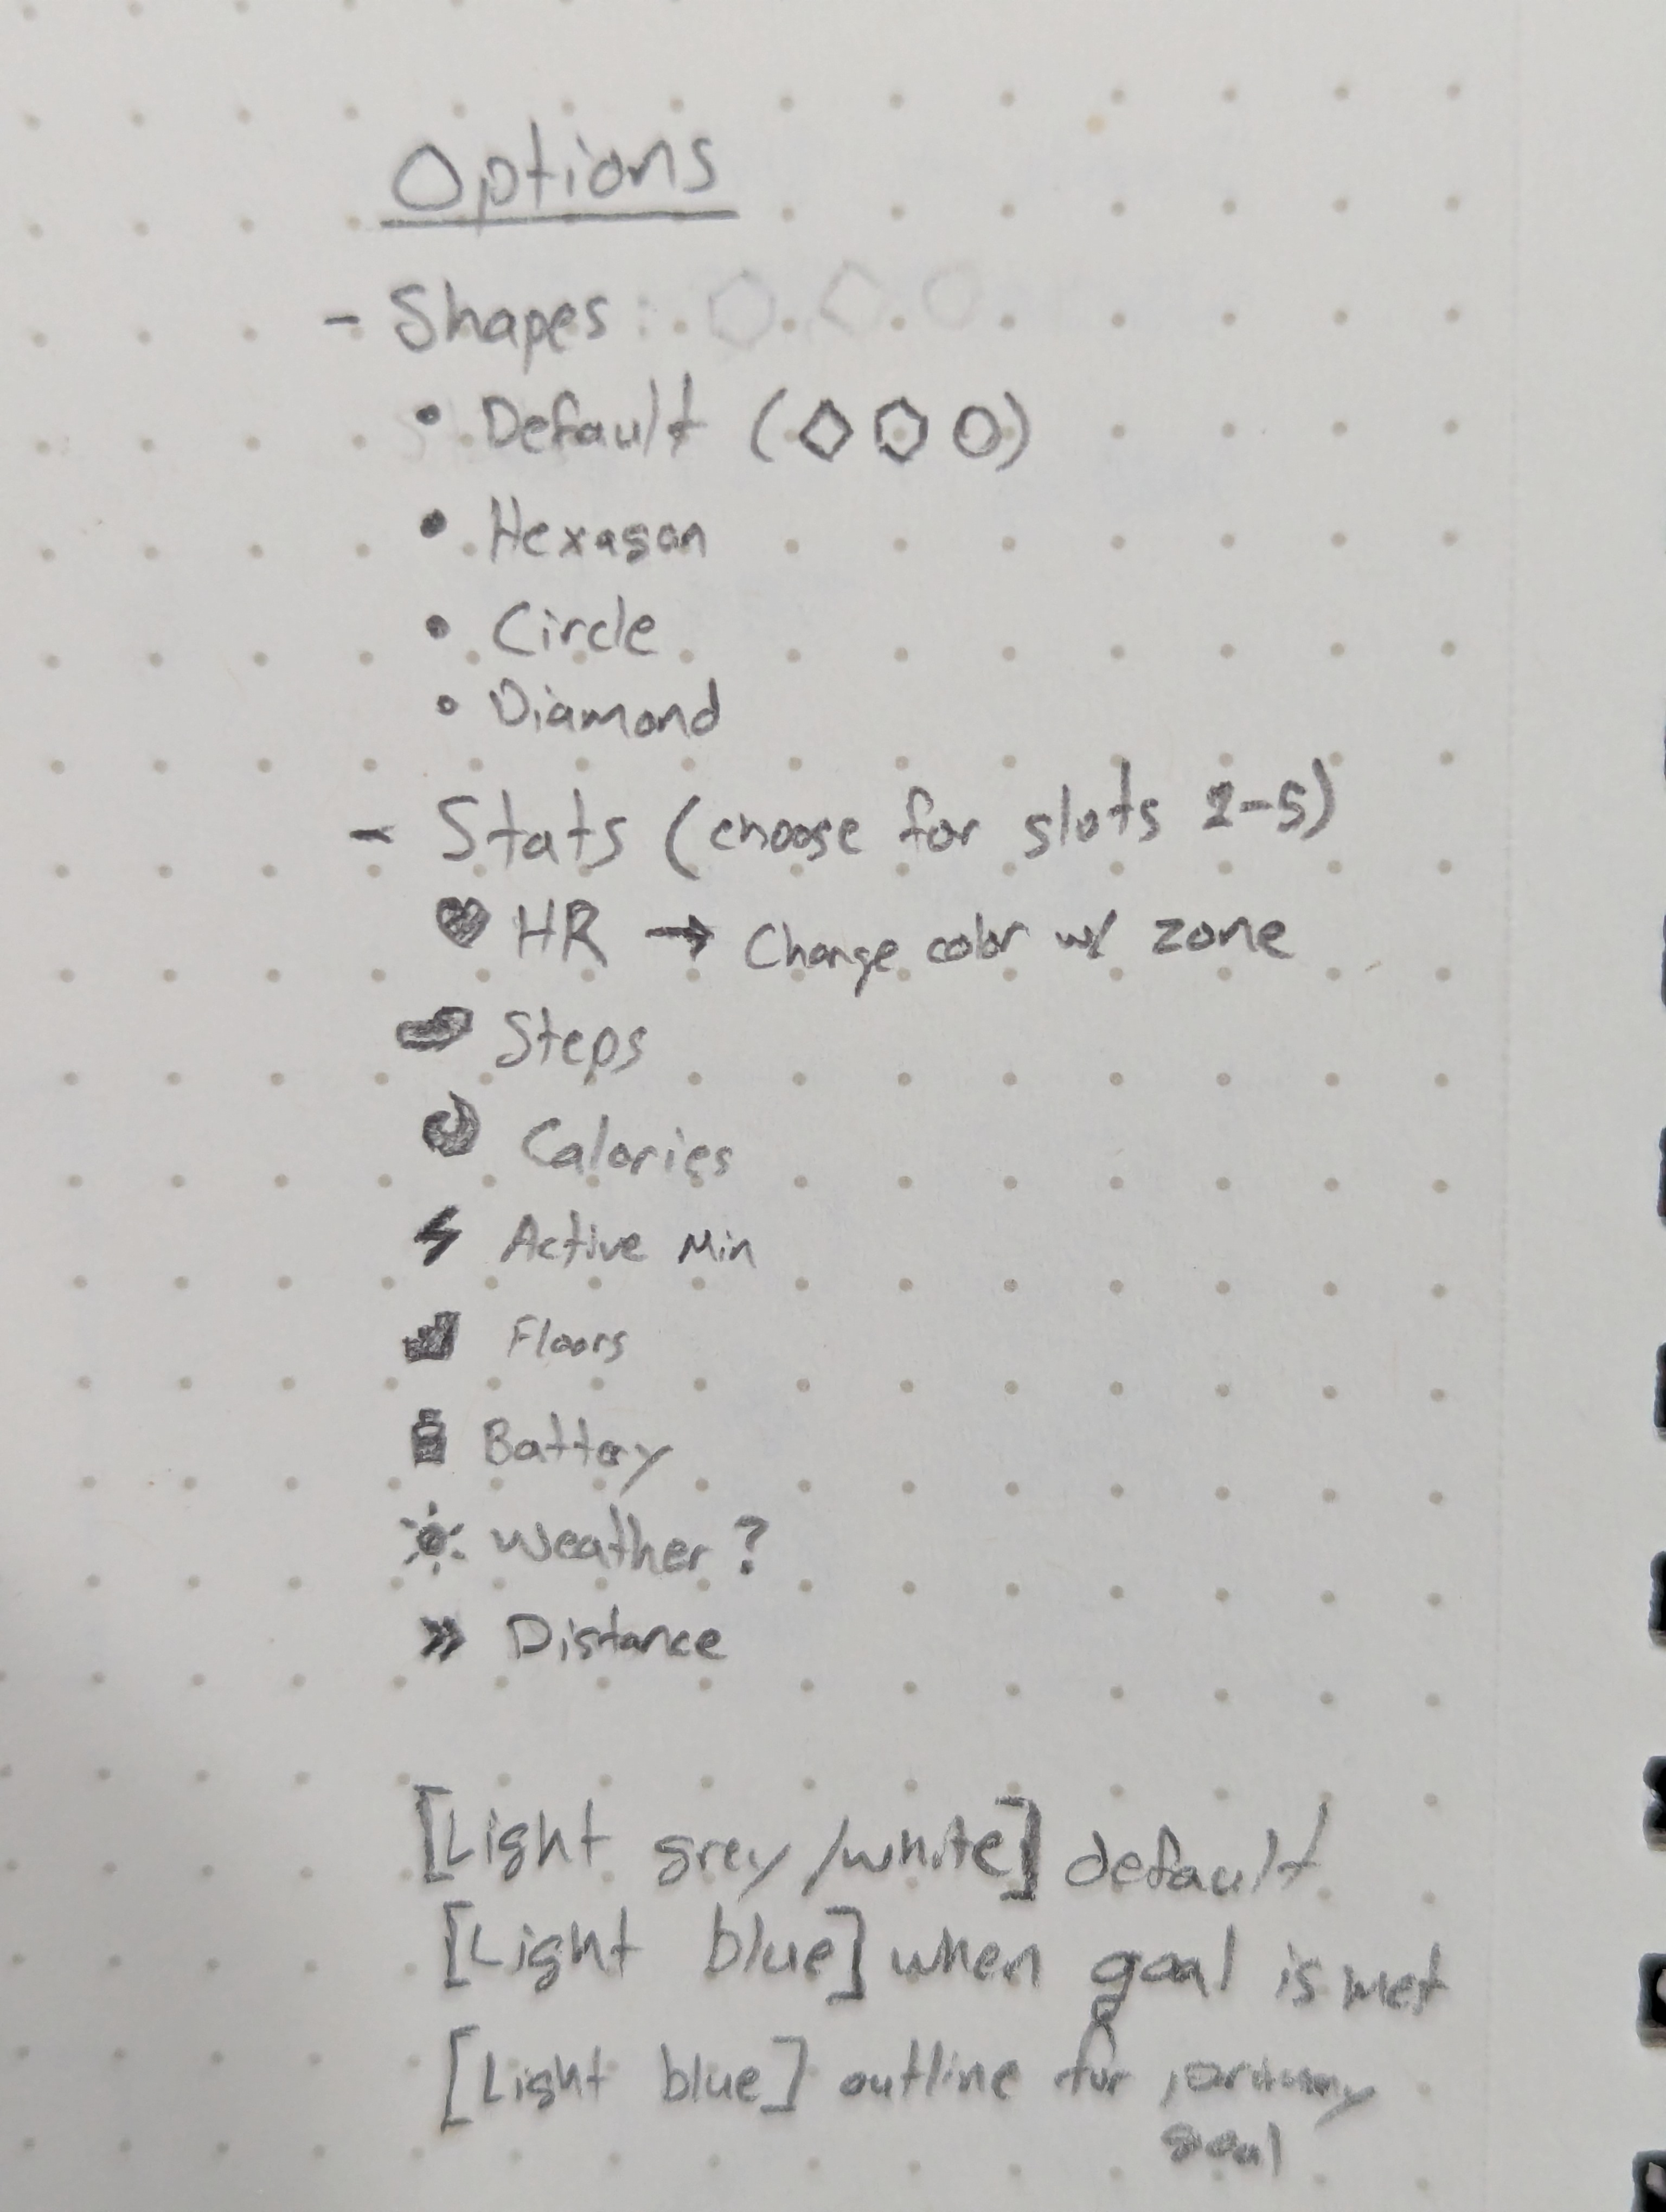 Options
- Shapes:
• Default (◇⬡○)
• Hexagon
• Circle
• Diamond
- Stats (choose for slots 2-5)
HR → Change color w/ zone
Steps
Calories
Active Min
Floors
Battery
Weather?
» Distance
[Light grey/white] default
[Light blue] when goal is met
[Light blue] outline for primary
goal